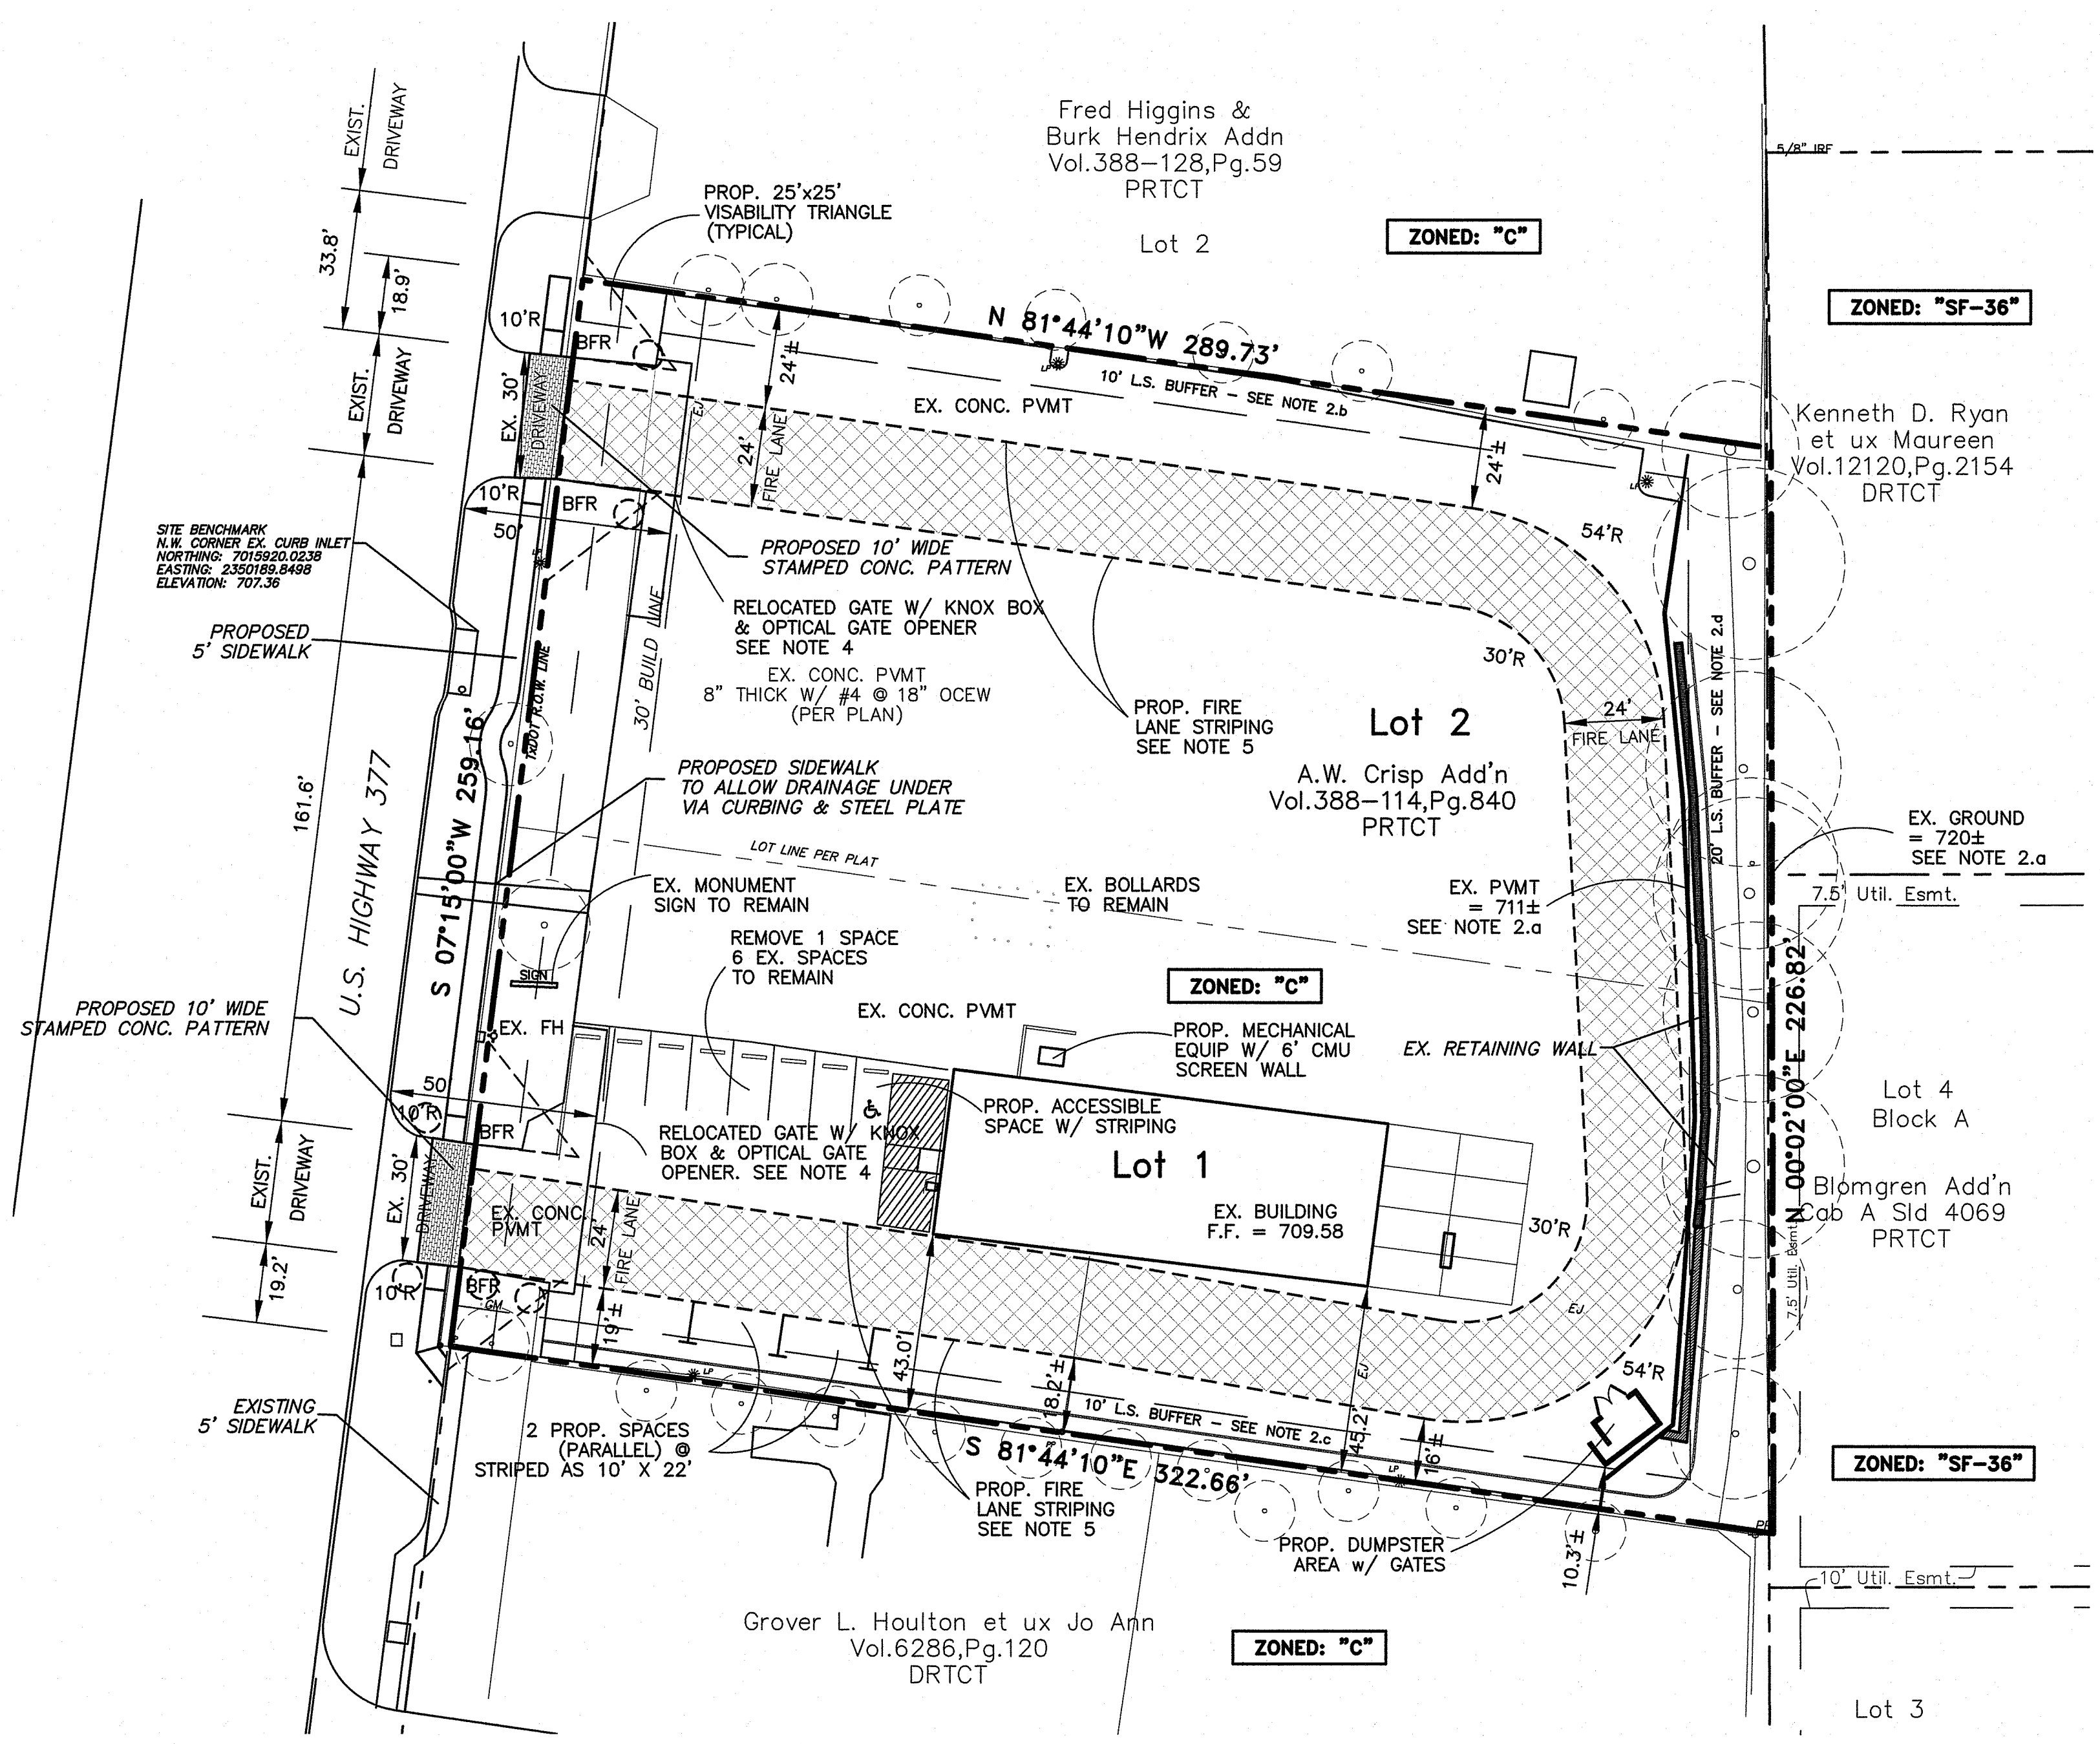 EXIST.
DRIVEWAY
33.8'
18.9'
EXIST.
DRIVEWAY
Fred Higgins &
Burk Hendrix Addn
Vol.388-128,Pg.59
PRTCT
Lot 2
ZONED: "C"
5/8" IRF
ZONED: "SF-36"
PROP. 25'x25'
VISABILITY TRIANGLE
(TYPICAL)
10'R
BFR
EX. 30'
DRIVEWAY
N 81°44'10"W 289.73'
24'±
10' L.S. BUFFER - SEE NOTE 2.b
EX. CONC. PVMT
EJ
24'
FIRE LANE
24'±
LP
LP
Kenneth D. Ryan
et ux Maureen
Vol.12120,Pg.2154
DRTCT
10'R
BFR
50'
54'R
SITE BENCHMARK
N.W. CORNER EX. CURB INLET
NORTHING: 7015920.0238
EASTING: 2350189.8498
ELEVATION: 707.36
PROPOSED 10' WIDE
STAMPED CONC. PATTERN
RELOCATED GATE W/ KNOX BOX
& OPTICAL GATE OPENER
SEE NOTE 4
EX. CONC. PVMT
8" THICK W/ #4 @ 18" OCEW
(PER PLAN)
PROPOSED
5' SIDEWALK
TxDOT R.O.W. LINE
30' BUILD LINE
30'R
PROP. FIRE
LANE STRIPING
SEE NOTE 5
Lot 2
A.W. Crisp Add'n
Vol.388-114,Pg.840
PRTCT
24'
FIRE LANE
20' L.S. BUFFER - SEE NOTE 2.d
161.6'
U.S. HIGHWAY 377
S 07°15'00"W 259.16'
PROPOSED SIDEWALK
TO ALLOW DRAINAGE UNDER
VIA CURBING & STEEL PLATE
LOT LINE PER PLAT
EX. GROUND
= 720±
SEE NOTE 2.a
7.5' Util. Esmt.
EX. MONUMENT
SIGN TO REMAIN
EX. BOLLARDS
TO REMAIN
EX. PVMT
= 711±
SEE NOTE 2.a
REMOVE 1 SPACE
6 EX. SPACES
TO REMAIN
ZONED: "C"
SIGN
N 00°02'00"E 226.82'
PROPOSED 10' WIDE
STAMPED CONC. PATTERN
EX. FH
EX. CONC. PVMT
PROP. MECHANICAL
EQUIP W/ 6' CMU
SCREEN WALL
EX. RETAINING WALL
50'
10'R
BFR
PROP. ACCESSIBLE
SPACE W/ STRIPING
RELOCATED GATE W/ KNOX
BOX & OPTICAL GATE
OPENER. SEE NOTE 4
Lot 1
EX. BUILDING
F.F. = 709.58
30'R
Lot 4
Block A
Blomgren Add'n
Cab A Sld 4069
PRTCT
7.5' Util. Esmt.
EXIST.
DRIVEWAY
EX. 30'
DRIVEWAY
EX. CONC.
PVMT
24'
FIRE LANE
19.2'
10'R
BFR
GM
19'±
43.0'
18.2'±
EJ
EJ
45.2'
16'±
54'R
LP
10' L.S. BUFFER - SEE NOTE 2.c
EXISTING
5' SIDEWALK
2 PROP. SPACES
(PARALLEL) @
STRIPED AS 10' X 22'
PP
S 81°44'10"E 322.66'
LP
ZONED: "SF-36"
PROP. FIRE
LANE STRIPING
SEE NOTE 5
PROP. DUMPSTER
AREA w/ GATES
10.3'±
10' Util. Esmt.
Grover L. Houlton et ux Jo Ann
Vol.6286,Pg.120
DRTCT
ZONED: "C"
Lot 3